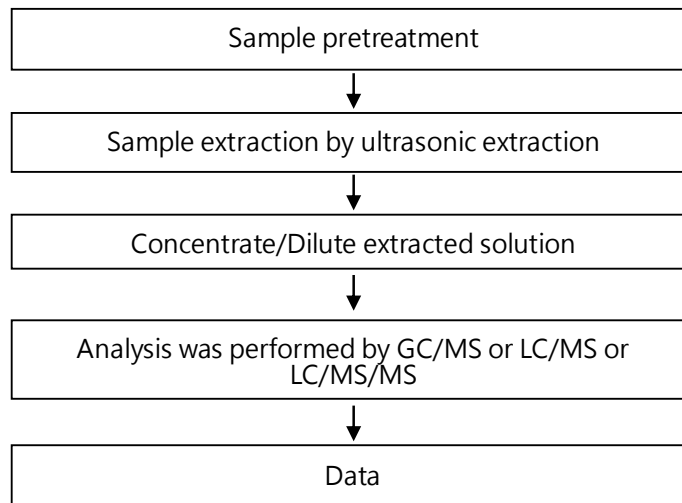 Sample pretreatment
Sample extraction by ultrasonic extraction
Concentrate/Dilute extracted solution
Analysis was performed by GC/MS or LC/MS or
LC/MS/MS
Data